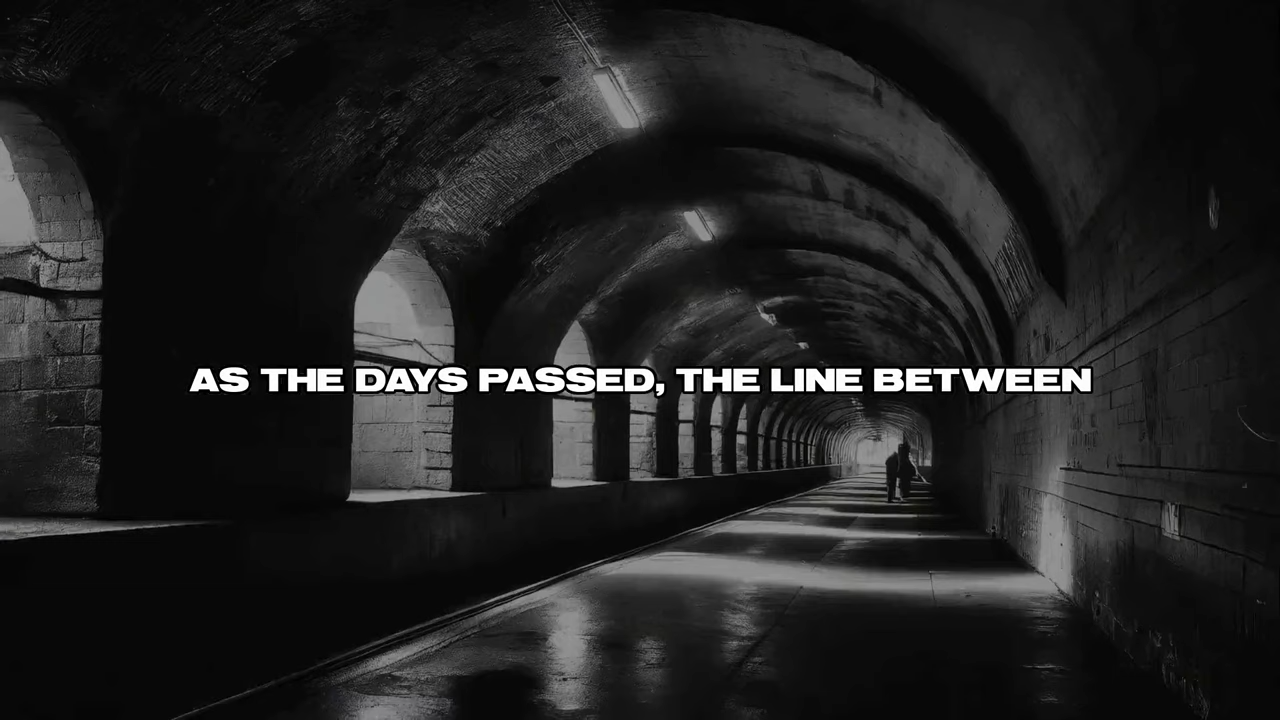 AS THE DAYS PASSED, THE LINE BETWEEN